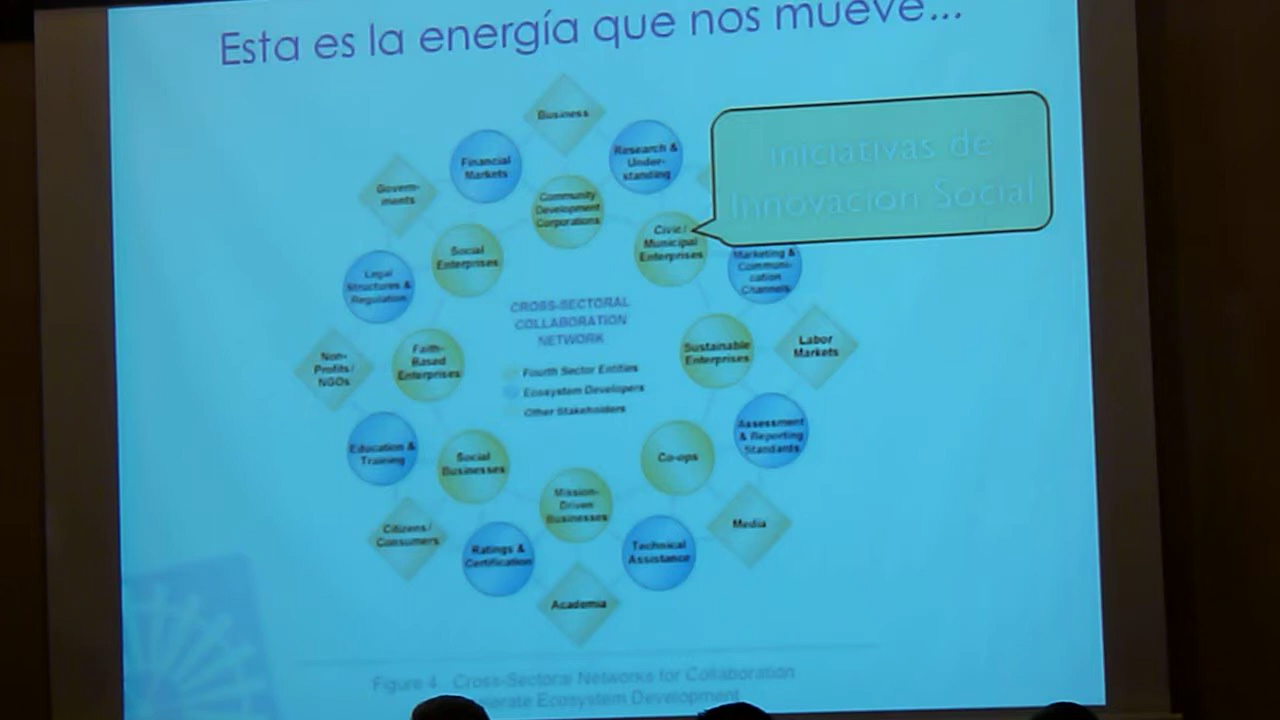 Esta es la energía que nos mueve...
Business
Financial
Markets
Research &
Under-
standing
iniciativas de
Innovación Social
Govern-
ments
Community
Development
Corporations
Civic/
Municipal
Enterprises
Social
Enterprises
Marketing &
Communi-
cation
Channels
Legal
Structures &
Regulation
CROSS-SECTORAL
COLLABORATION
NETWORK
Non-
Profits/
NGOs
Faith-
Based
Enterprises
Sustainable
Enterprises
Labor
Markets
Fourth Sector Entities
Ecosystem Developers
Other Stakeholders
Education &
Training
Social
Businesses
Co-ops
Assessment
& Reporting
Standards
Mission-
Driven
Businesses
Citizens/
Consumers
Media
Ratings &
Certification
Technical
Assistance
Academia
Figure 4 Cross-Sectoral Networks for Collaboration
Ecosystem Development